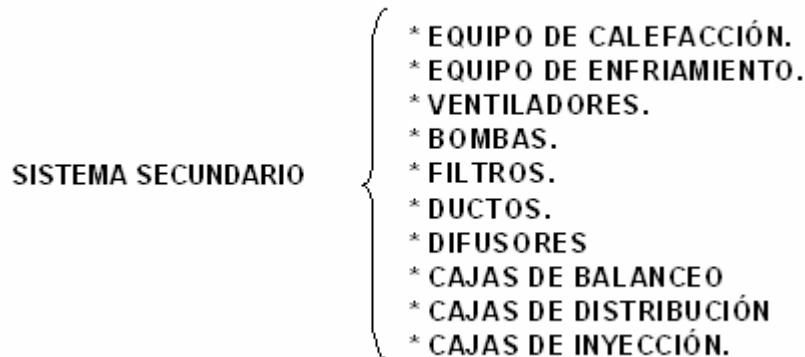 * EQUIPO DE CALEFACCIÓN.
* EQUIPO DE ENFRIAMIENTO.
* VENTILADORES.
* BOMBAS.
SISTEMA SECUNDARIO
* FILTROS.
* DUCTOS.
* DIFUSORES
* CAJAS DE BALANCEO
* CAJAS DE DISTRIBUCIÓN
* CAJAS DE INYECCIÓN.